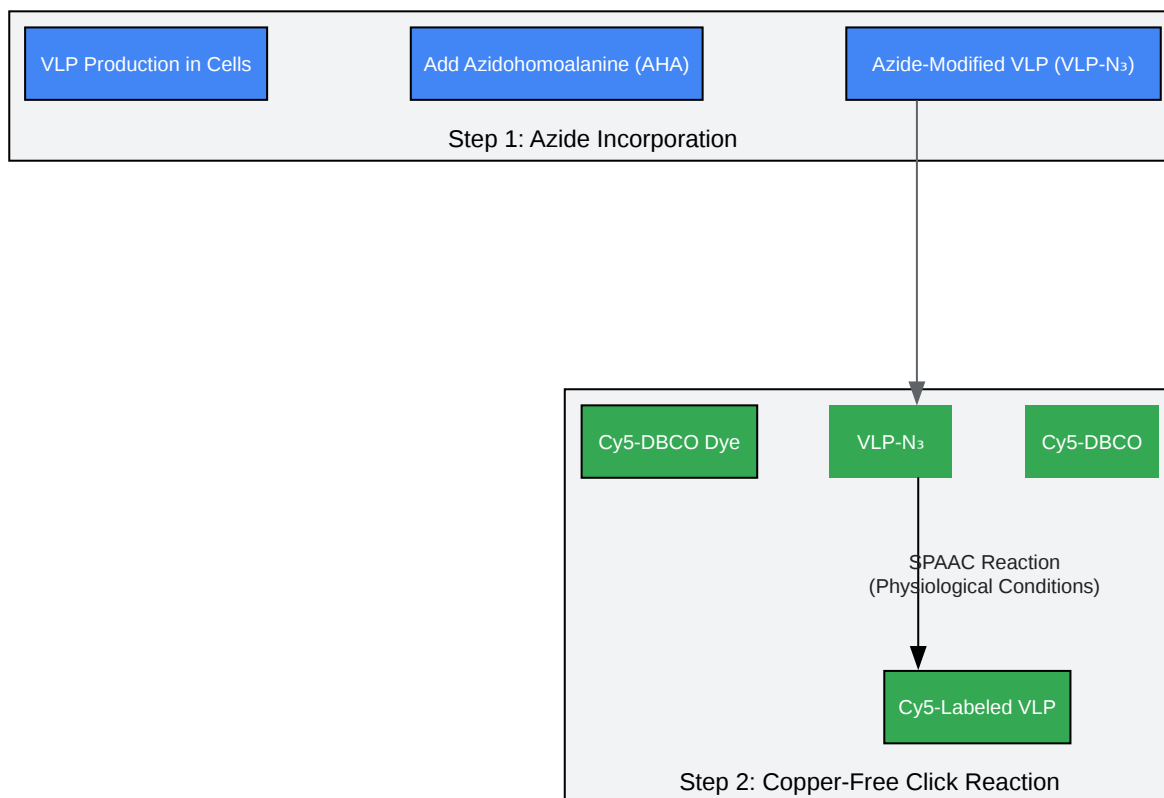 VLP Production in Cells
Add Azidohomoalanine (AHA)
Azide-Modified VLP (VLP-N₃)
Step 1: Azide Incorporation
Cy5-DBCO Dye
VLP-N₃
Cy5-DBCO
SPAAC Reaction
(Physiological Conditions)
Cy5-Labeled VLP
Step 2: Copper-Free Click Reaction